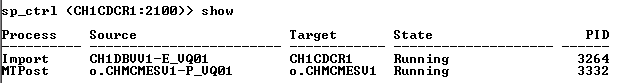 sp_ctrl (CH1CDCR1:2100)> show
Process Source Target State PID
---------- ------------------------------ ---------------------- -------------------- ------
Import CH1DBVV1-E_VQ01 CH1CDCR1 Running 3264
MTPost o.CHMCMESV1-P_VQ01 o.CHMCMESV1 Running 3332